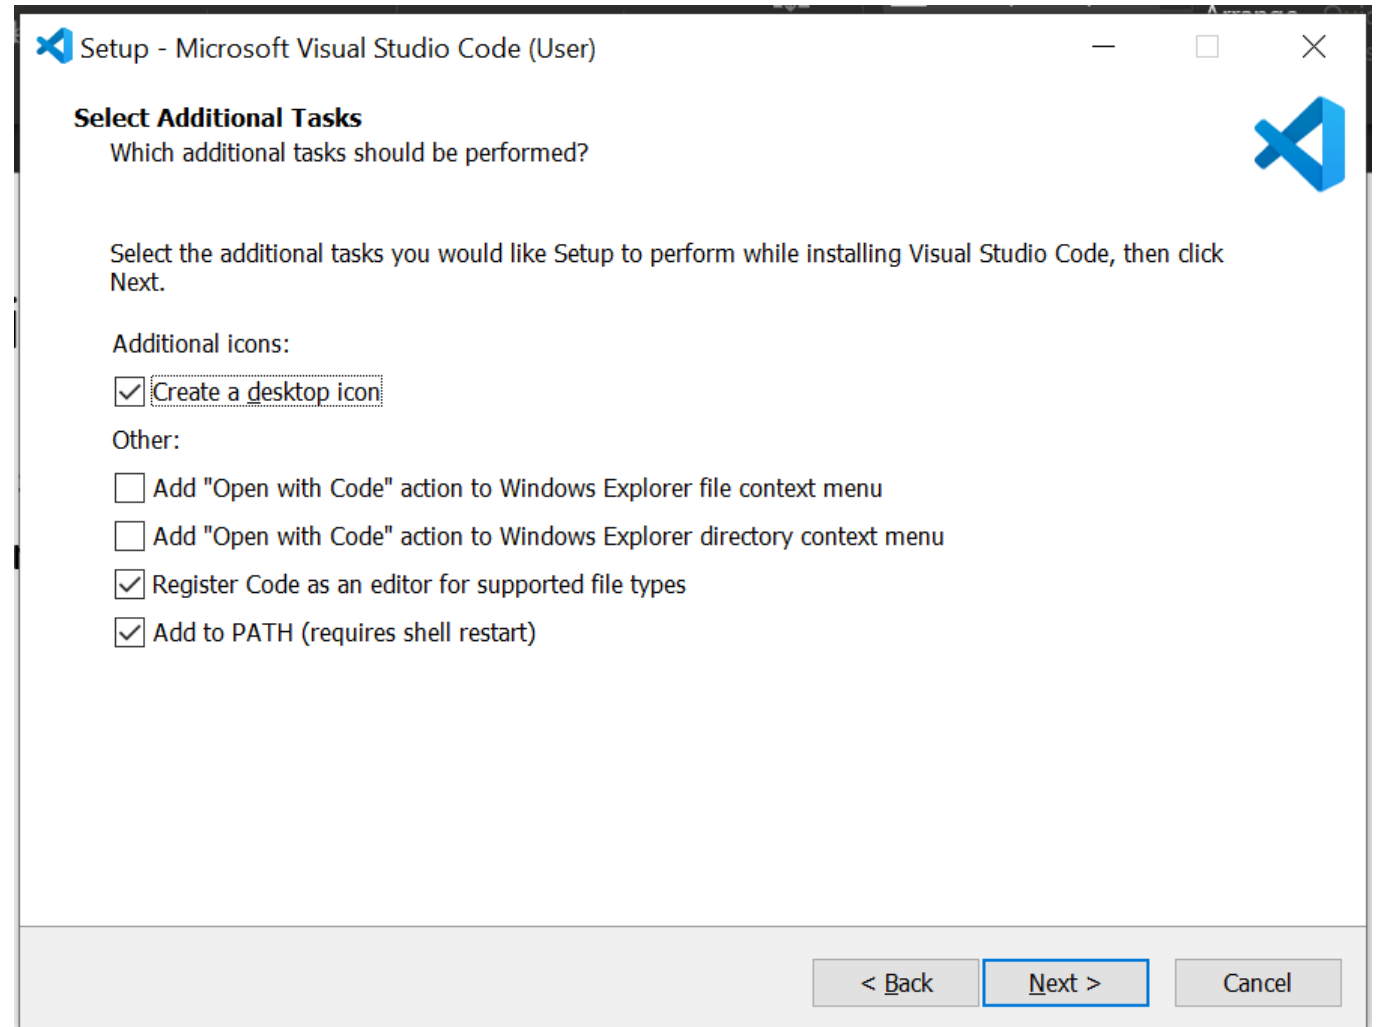 Arrange
Setup - Microsoft Visual Studio Code (User)
Select Additional Tasks
Which additional tasks should be performed?
Select the additional tasks you would like Setup to perform while installing Visual Studio Code, then click
Next.
Additional icons:
Create a desktop icon
Other:
Add "Open with Code" action to Windows Explorer file context menu
Add "Open with Code" action to Windows Explorer directory context menu
Register Code as an editor for supported file types
Add to PATH (requires shell restart)
< Back
Next >
Cancel